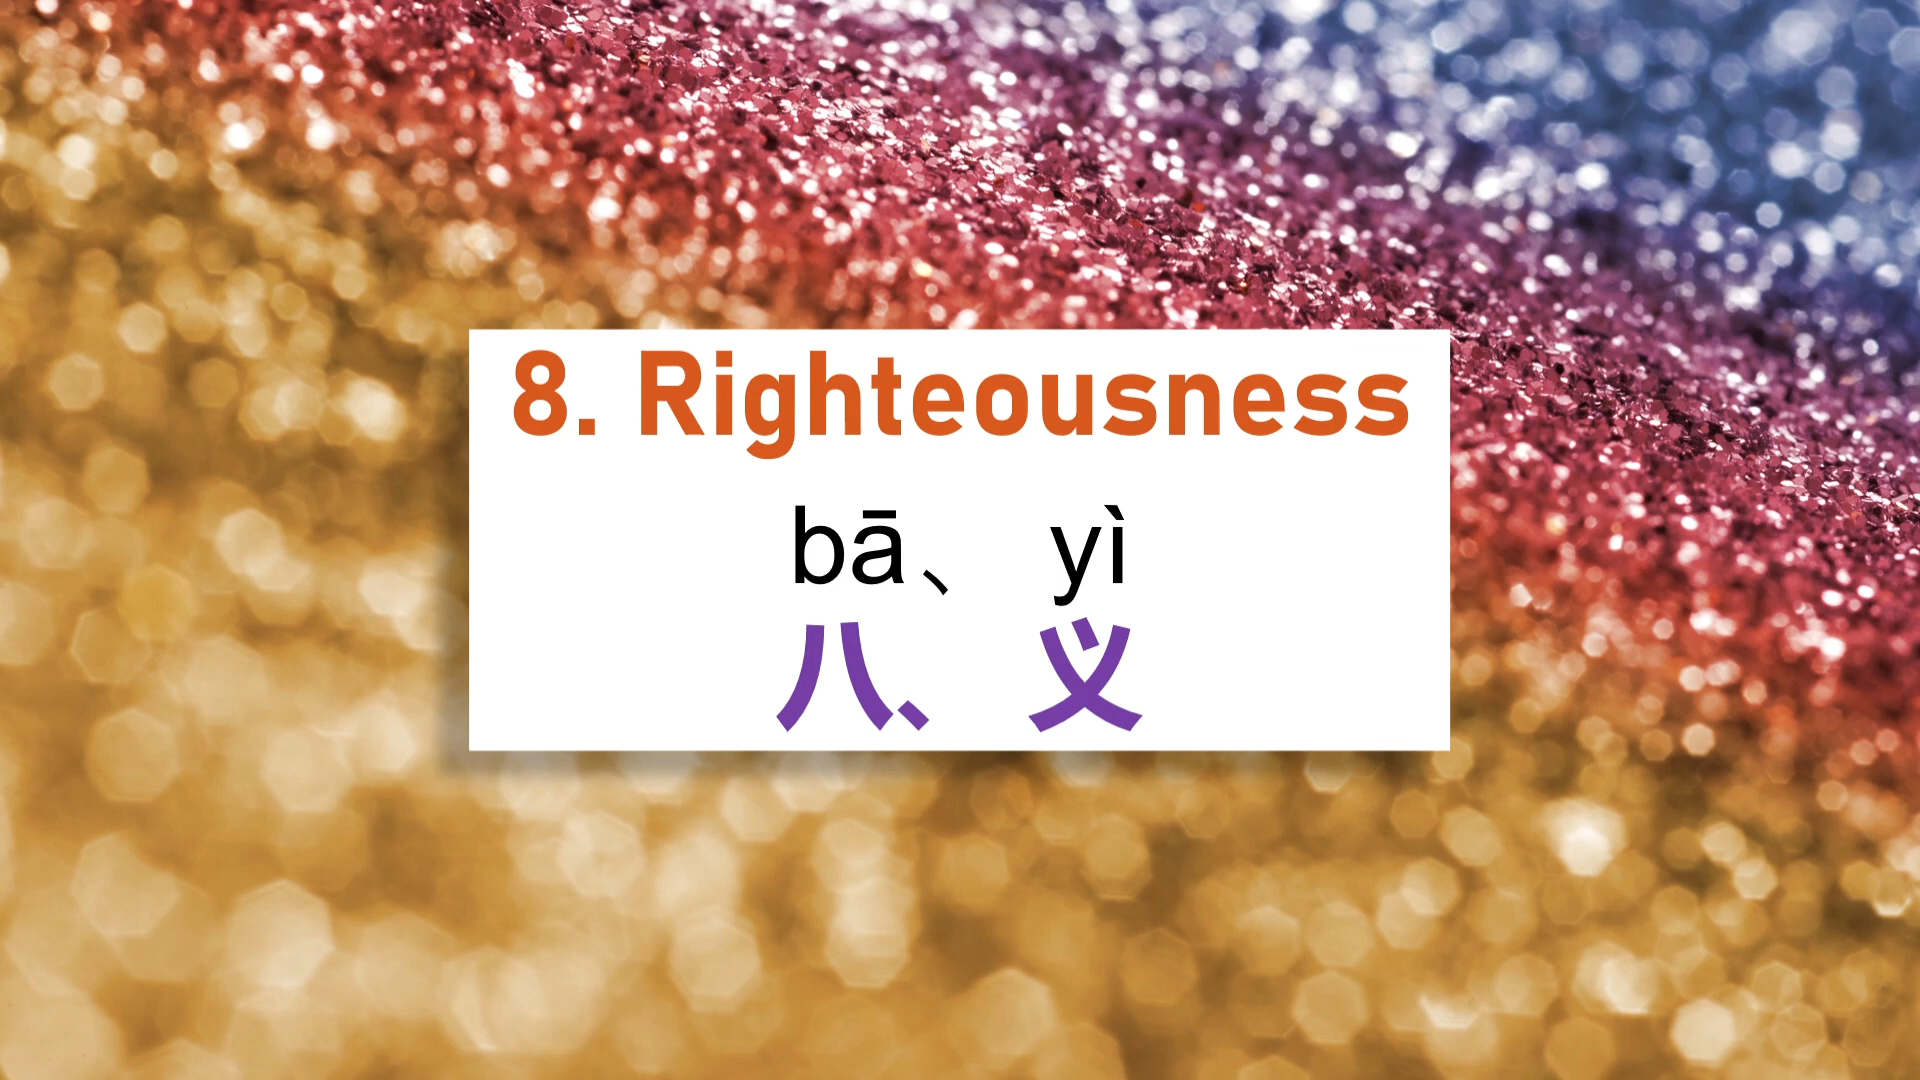 8. Righteousness
bā、 yì
八、 义